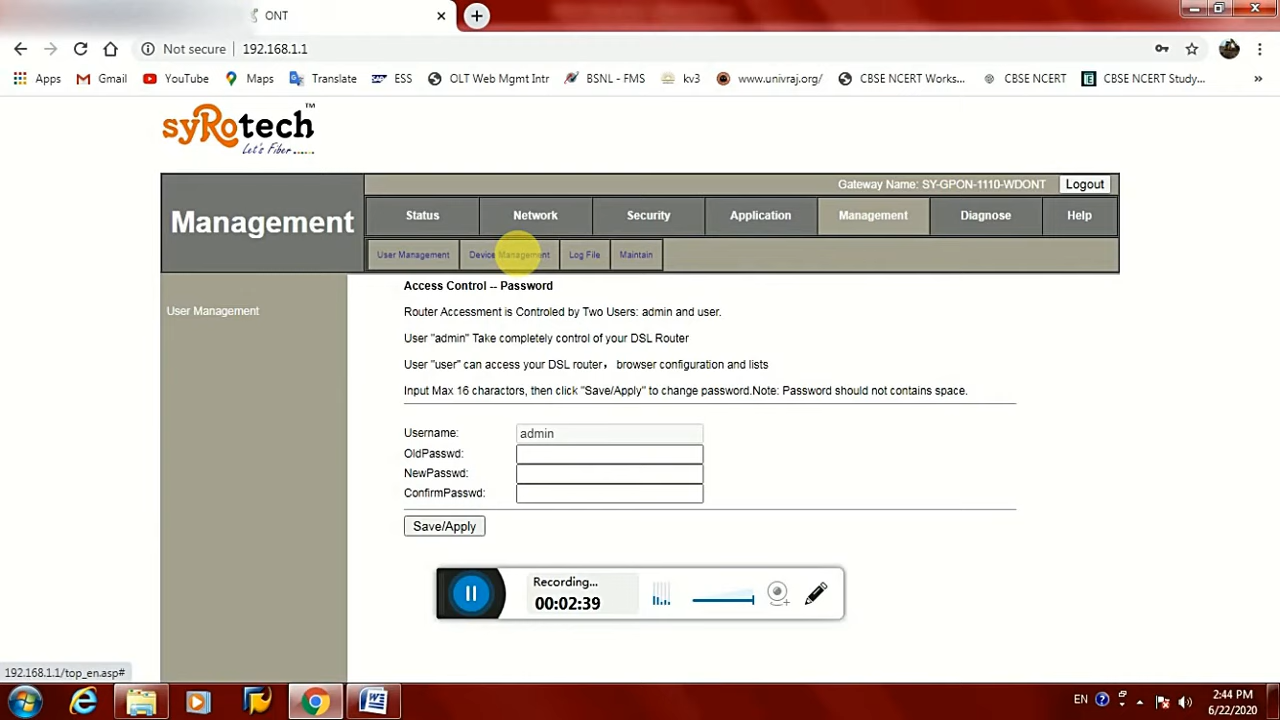 ONT
Not secure
192.168.1.1
Apps
Gmail
YouTube
Maps
Translate
ESS
OLT Web Mgmt Intr
BSNL - FMS
kv3
www.univraj.org/
CBSE NCERT Works...
CBSE NCERT
CBSE NCERT Study...
»
syRotech™
Let's Fiber .....
Gateway Name: SY-GPON-1110-WDONT
Logout
Management
Status
Network
Security
Application
Management
Diagnose
Help
User Management
Device Management
Log File
Maintain
User Management
Access Control -- Password
Router Accessment is Controled by Two Users: admin and user.
User "admin" Take completely control of your DSL Router
User "user" can access your DSL router，browser configuration and lists
Input Max 16 charactors, then click "Save/Apply" to change password.Note: Password should not contains space.
Username:
admin
OldPasswd:
NewPasswd:
ConfirmPasswd:
Save/Apply
Recording...
00:02:39
192.168.1.1/top_en.asp#
EN
2:44 PM
6/22/2020